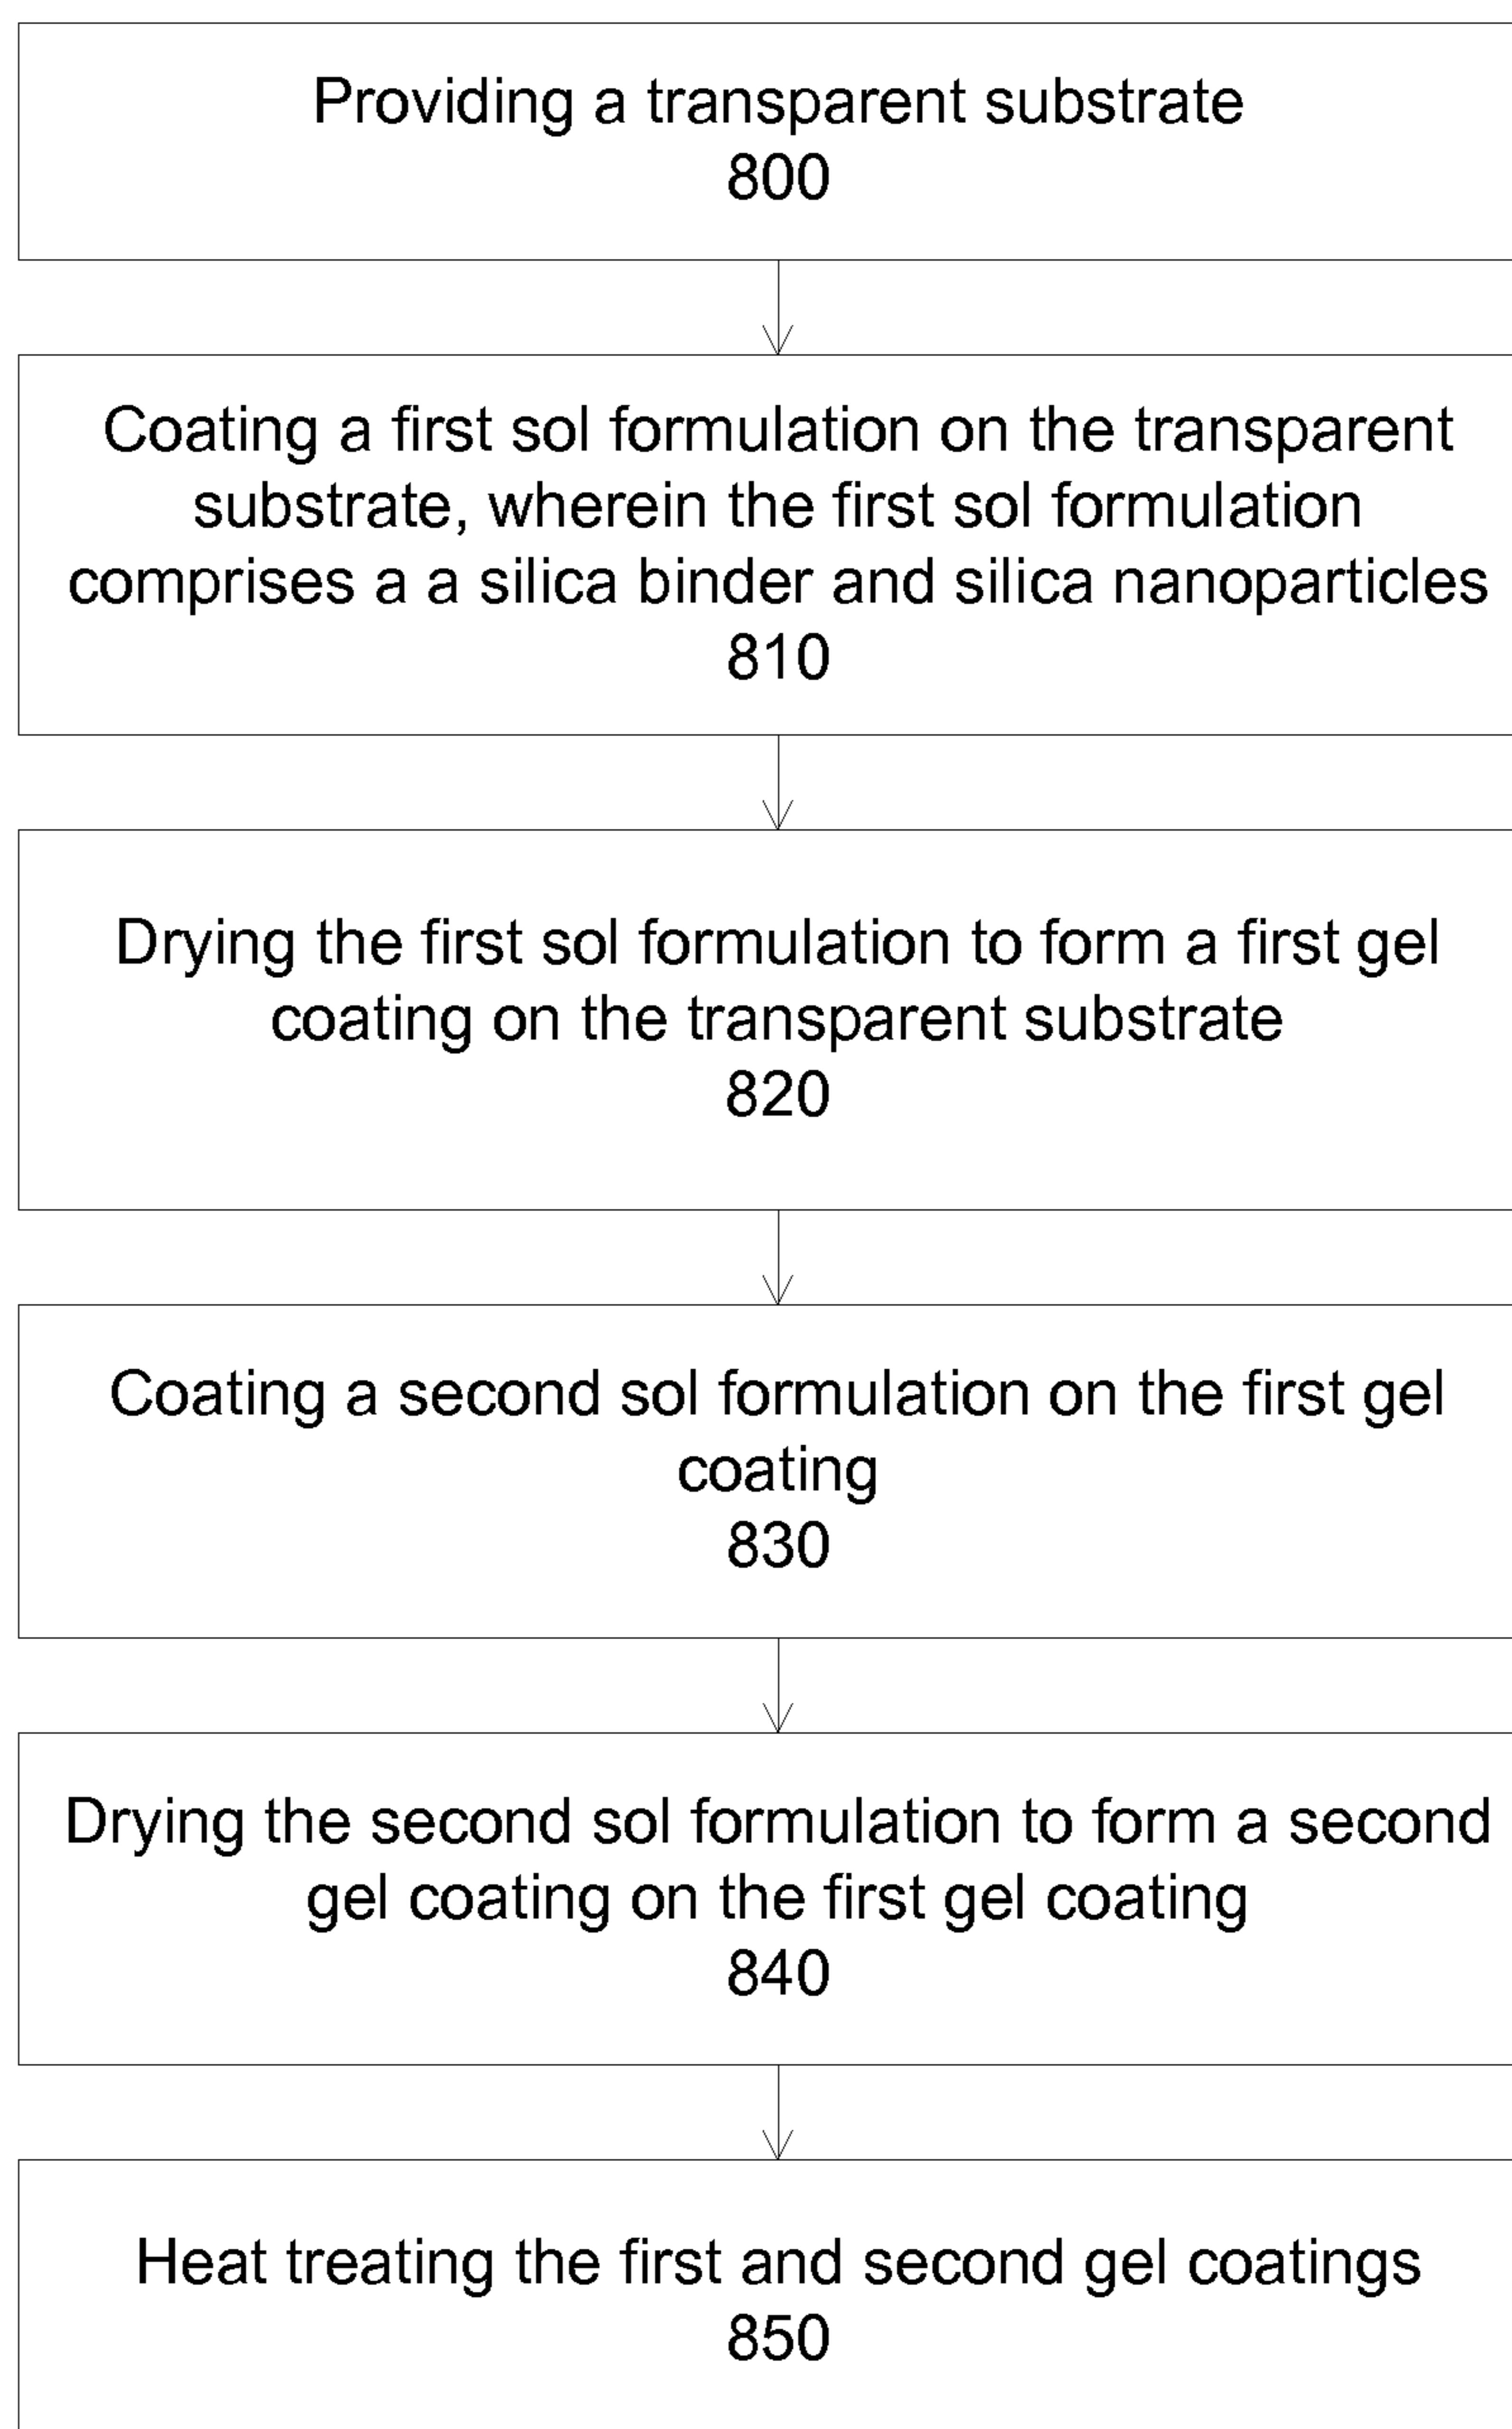 Providing a transparent substrate
800
Coating a first sol formulation on the transparent
substrate, wherein the first sol formulation
comprises a a silica binder and silica nanoparticles
810
Drying the first sol formulation to form a first gel
coating on the transparent substrate
820
Coating a second sol formulation on the first gel
coating
830
Drying the second sol formulation to form a second
gel coating on the first gel coating
840
Heat treating the first and second gel coatings
850